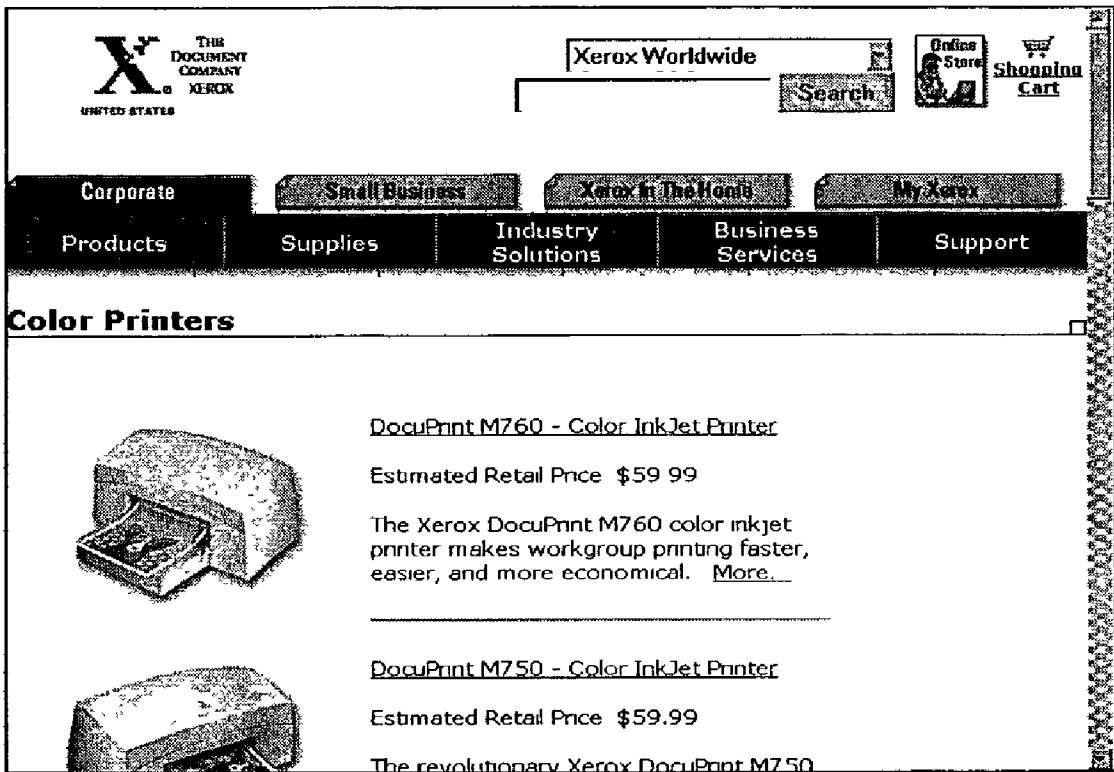 THE
DOCUMENT
COMPANY
XEROX
UNITED STATES
Xerox Worldwide
Search
Online
Store
Shopping
Cart
Corporate
Small Business
Xerox In The Home
My Xerox
Products
Supplies
Industry
Solutions
Business
Services
Support
Color Printers
DocuPrint M760 - Color InkJet Printer
Estimated Retail Price $59 99
The Xerox DocuPrint M760 color inkjet
printer makes workgroup printing faster,
easier, and more economical. More.
DocuPrint M750 - Color InkJet Printer
Estimated Retail Price $59.99
The revolutionary Xerox DocuPrint M750